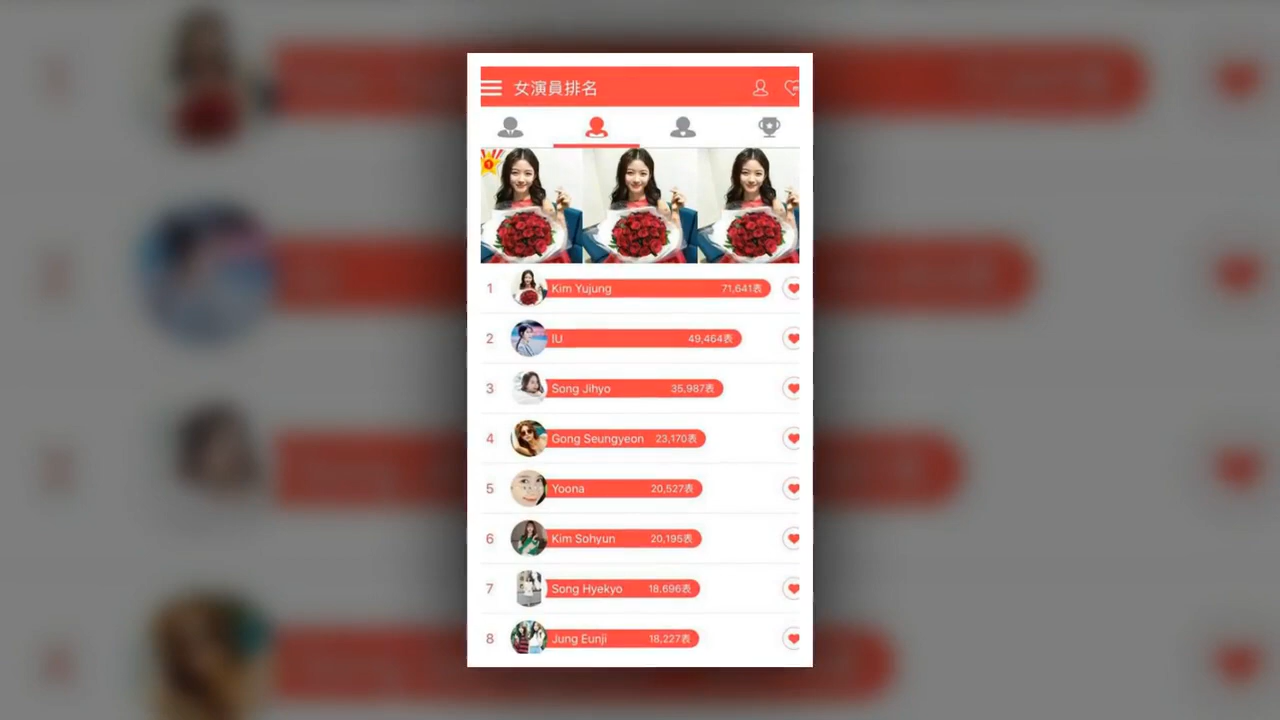 女演員排名
1 Kim Yujung 71,641表
2 IU 49,464表
3 Song Jihyo 35,987表
4 Gong Seungyeon 23,170表
5 Yoona 20,527表
6 Kim Sohyun 20,195表
7 Song Hyekyo 18,696表
8 Jung Eunji 18,227表